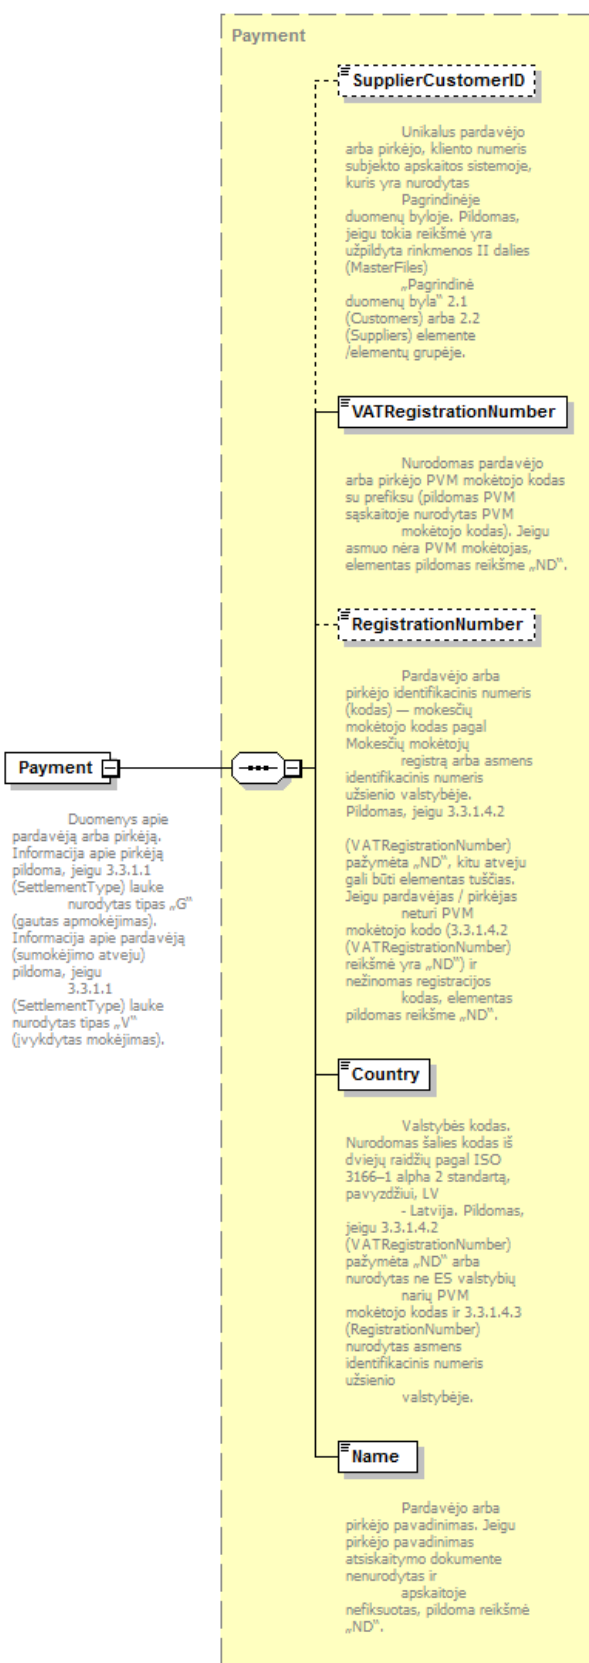 Payment
SupplierCustomerID
Unikalus pardavėjo
arba pirkėjo, kliento numeris
subjekto apskaitos sistemoje,
kuris yra nurodytas
Pagrindinėje
duomenų byloje. Pildomas,
jeigu tokia reikšmė yra
užpildyta rinkmenos II dalies
(MasterFiles)
„Pagrindinė
duomenų byla“ 2.1
(Customers) arba 2.2
(Suppliers) elemente
/elementų grupėje.
VATRegistrationNumber
Nurodomas pardavėjo
arba pirkėjo PVM mokėtojo kodas
su prefiksu (pildomas PVM
sąskaitoje nurodytas PVM
mokėtojo kodas). Jeigu
asmuo nėra PVM mokėtojas,
elementas pildomas reikšme „ND“.
RegistrationNumber
Pardavėjo arba
pirkėjo identifikacinis numeris
(kodas) — mokesčių
mokėtojo kodas pagal
Mokesčių mokėtojų
registrą arba asmens
identifikacinis numeris
užsienio valstybėje.
Pildomas, jeigu 3.3.1.4.2
(VATRegistrationNumber)
pažymėta „ND“, kitu atveju
gali būti elementas tuščias.
Jeigu pardavėjas / pirkėjas
neturi PVM
mokėtojo kodo (3.3.1.4.2
(VATRegistrationNumber)
reikšmė yra „ND“) ir
nežinomas registracijos
kodas, elementas
pildomas reikšme „ND“.
Payment
Duomenys apie
pardavėją arba pirkėją.
Informacija apie pirkėją
pildoma, jeigu 3.3.1.1
(SettlementType) lauke
nurodytas tipas „G“
(gautas apmokėjimas).
Informacija apie pardavėją
(sumokėjimo atveju)
pildoma, jeigu
3.3.1.1
(SettlementType) lauke
nurodytas tipas „V“
(įvykdytas mokėjimas).
Country
Valstybės kodas.
Nurodomas šalies kodas iš
dviejų raidžių pagal ISO
3166–1 alpha 2 standartą,
pavyzdžiui, LV
- Latvija. Pildomas,
jeigu 3.3.1.4.2
(VATRegistrationNumber)
pažymėta „ND“ arba
nurodytas ne ES valstybių
narių PVM
mokėtojo kodas ir 3.3.1.4.3
(RegistrationNumber)
nurodytas asmens
identifikacinis numeris
užsienio
valstybėje.
Name
Pardavėjo arba
pirkėjo pavadinimas. Jeigu
pirkėjo pavadinimas
atsiskaitymo dokumente
nenurodytas ir
apskaitoje
nefiksuotas, pildoma reikšmė
„ND“.